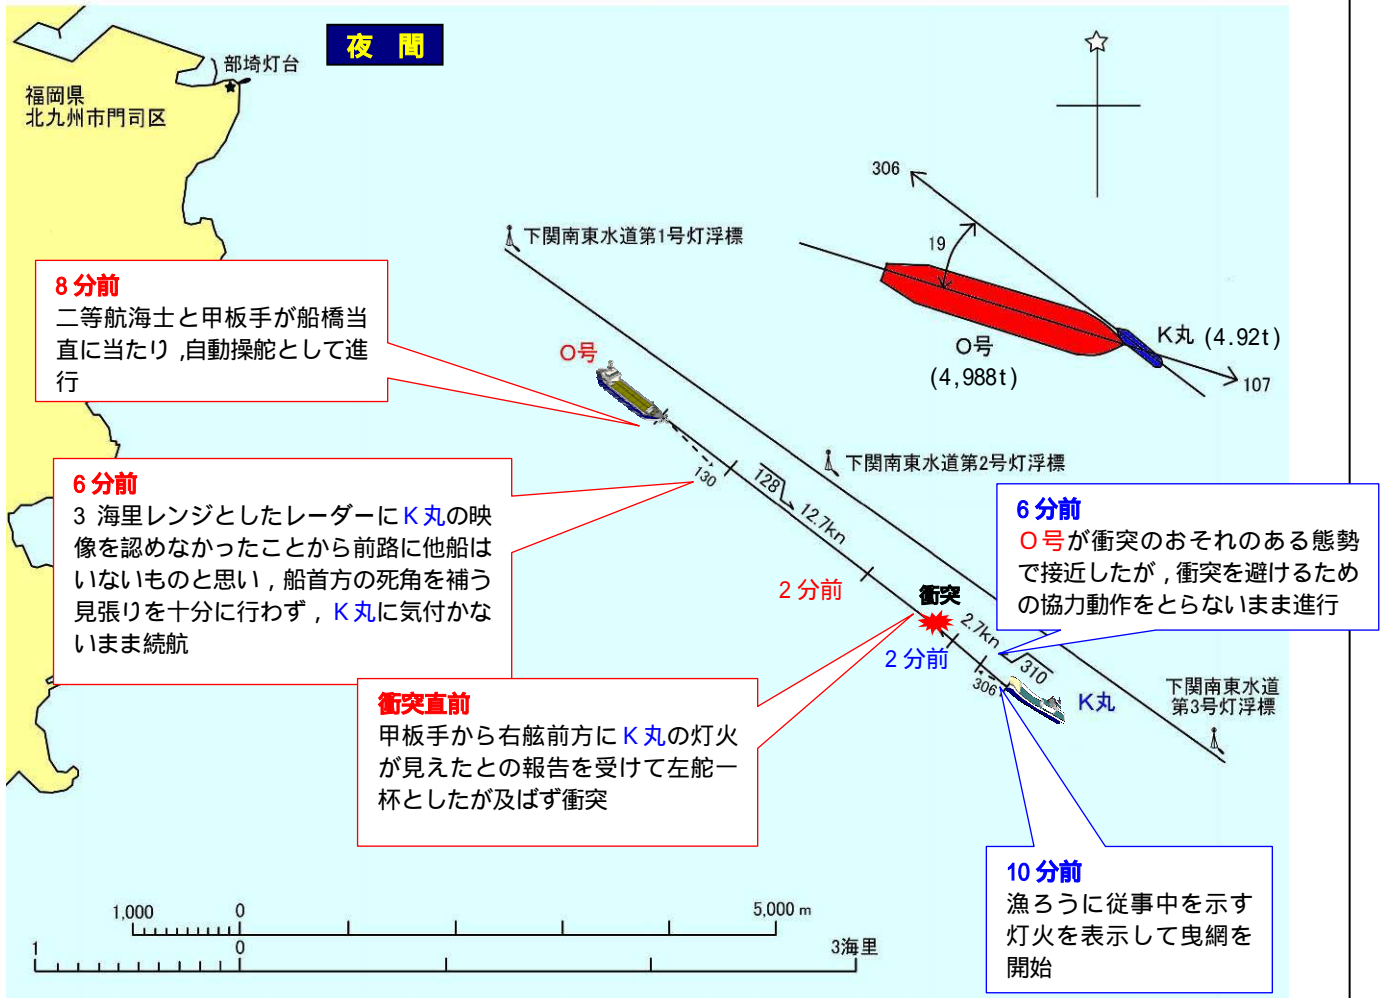 夜 間
部埼灯台
福岡県
北九州市門司区
306
19
K丸 (4.92t)
O号
(4,988t)
107
下関南東水道第1号灯浮標
8 分前
二等航海士と甲板手が船橋当
直に当たり,自動操舵として進
行
O号
下関南東水道第2号灯浮標
130
128
12.7kn
6 分前
3 海里レンジとしたレーダーにK丸の映
像を認めなかったことから前路に他船は
いないものと思い,船首方の死角を補う
見張りを十分に行わず,K丸に気付かな
いまま続航
6 分前
O号が衝突のおそれのある態勢
で接近したが,衝突を避けるため
の協力動作をとらないまま進行
2 分前
衝突
2.7kn
2 分前
310
306
K丸
下関南東水道
第3号灯浮標
衝突直前
甲板手から右舷前方にK丸の灯火
が見えたとの報告を受けて左舵一
杯としたが及ばず衝突
10 分前
漁ろうに従事中を示す
灯火を表示して曳網を
開始
1,000 0 5,000 m
1 0 3海里